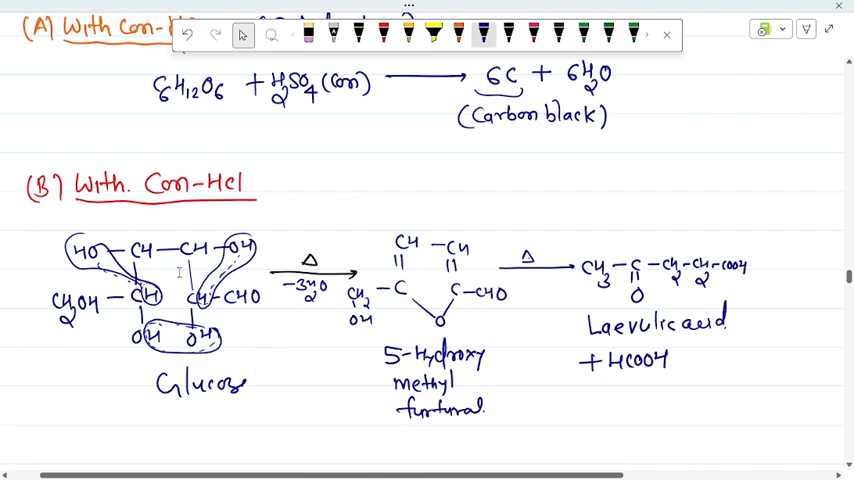 (A) With Con-H
C6H12O6 + H2SO4 (Con) → 6C + 6H2O
(Carbon black)
(B) With. Con-Hcl
HO – CH – CH – OH
CH2OH – CH CH – CHO
OH OH
Glucose
Δ
-3H2O
CH – CH
|| ||
CH2 – C C – CHO
OH O
5-Hydroxy
methyl
furfural.
Δ
CH3 – C – CH2 – CH2 – COOH
||
O
Laevulic acid
+ HCOOH